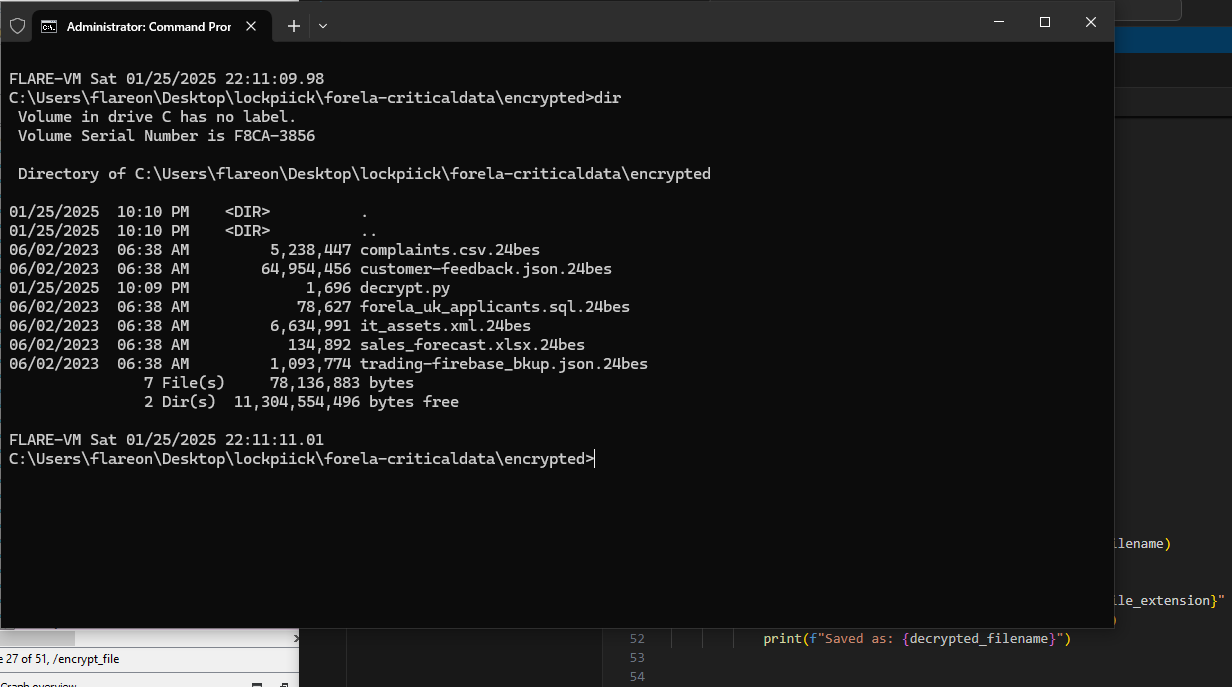 Administrator: Command Pror
FLARE-VM Sat 01/25/2025 22:11:09.98
C:\Users\flareon\Desktop\lockpiick\forela-criticaldata\encrypted>dir
Volume in drive C has no label.
Volume Serial Number is F8CA-3856
Directory of C:\Users\flareon\Desktop\lockpiick\forela-criticaldata\encrypted
01/25/2025  10:10 PM    <DIR>          .
01/25/2025  10:10 PM    <DIR>          ..
06/02/2023  06:38 AM         5,238,447 complaints.csv.24bes
06/02/2023  06:38 AM        64,954,456 customer-feedback.json.24bes
01/25/2025  10:09 PM             1,696 decrypt.py
06/02/2023  06:38 AM            78,627 forela_uk_applicants.sql.24bes
06/02/2023  06:38 AM         6,634,991 it_assets.xml.24bes
06/02/2023  06:38 AM           134,892 sales_forecast.xlsx.24bes
06/02/2023  06:38 AM         1,093,774 trading-firebase_bkup.json.24bes
7 File(s)     78,136,883 bytes
2 Dir(s)  11,304,554,496 bytes free
FLARE-VM Sat 01/25/2025 22:11:11.01
C:\Users\flareon\Desktop\lockpiick\forela-criticaldata\encrypted>
ilename)
ile_extension}"
)
52 print(f"Saved as: {decrypted_filename}")
53
54
e 27 of 51, /encrypt_file
Graph overview